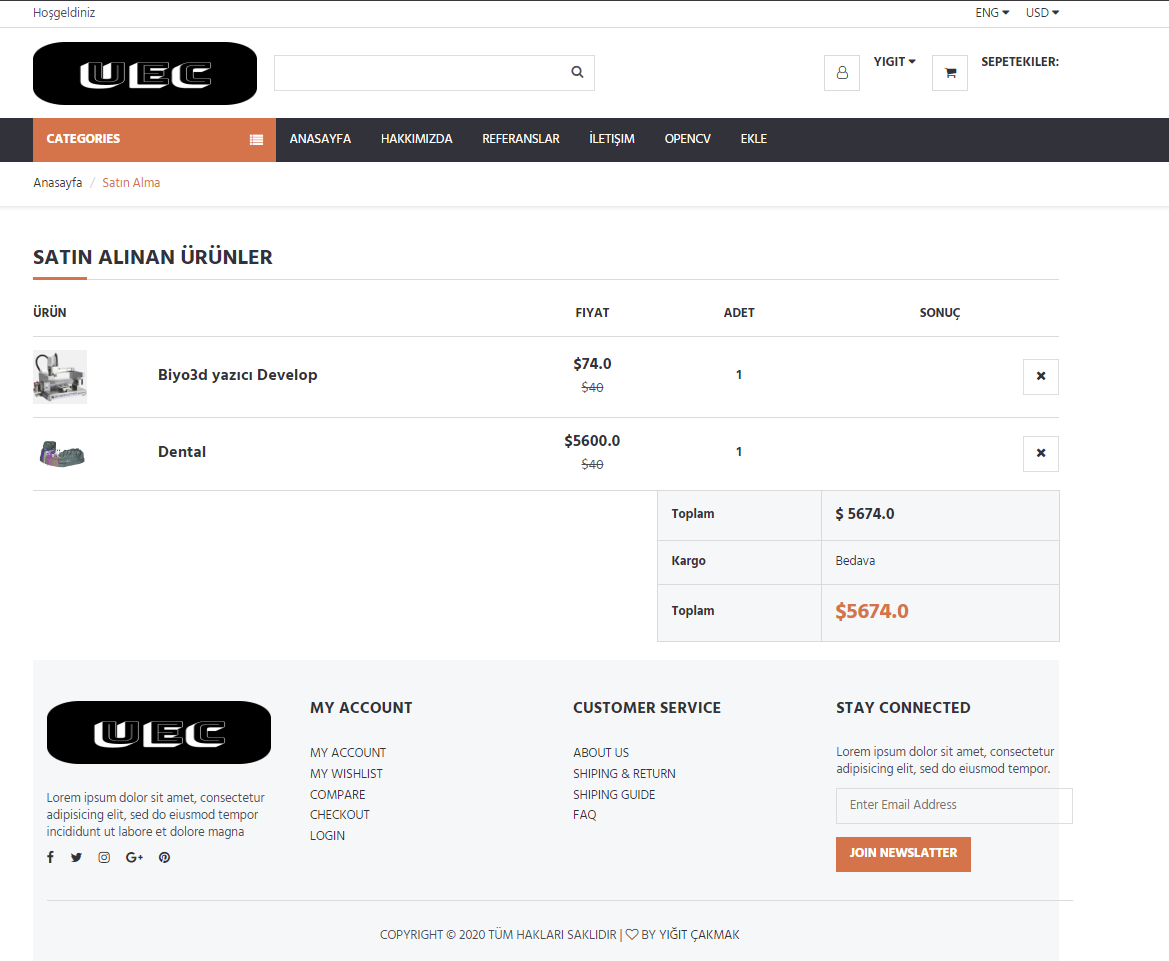 Hoşgeldiniz ENG USD
UEC YIGIT SEPETEKILER:
CATEGORIES ANASAYFA HAKKIMIZDA REFERANSLAR İLETIŞIM OPENCV EKLE
Anasayfa / Satın Alma
SATIN ALINAN ÜRÜNLER
ÜRÜN FIYAT ADET SONUÇ
Biyo3d yazıcı Develop $74.0 1
$40
Dental $5600.0 1
$40
Toplam $ 5674.0
Kargo Bedava
Toplam $5674.0
UEC
Lorem ipsum dolor sit amet, consectetur
adipisicing elit, sed do eiusmod tempor
incididunt ut labore et dolore magna
MY ACCOUNT
MY ACCOUNT
MY WISHLIST
COMPARE
CHECKOUT
LOGIN
CUSTOMER SERVICE
ABOUT US
SHIPING & RETURN
SHIPING GUIDE
FAQ
STAY CONNECTED
Lorem ipsum dolor sit amet, consectetur
adipisicing elit, sed do eiusmod tempor.
Enter Email Address
JOIN NEWSLATTER
COPYRIGHT © 2020 TÜM HAKLARI SAKLIDIR | ♡ BY YIĞIT ÇAKMAK